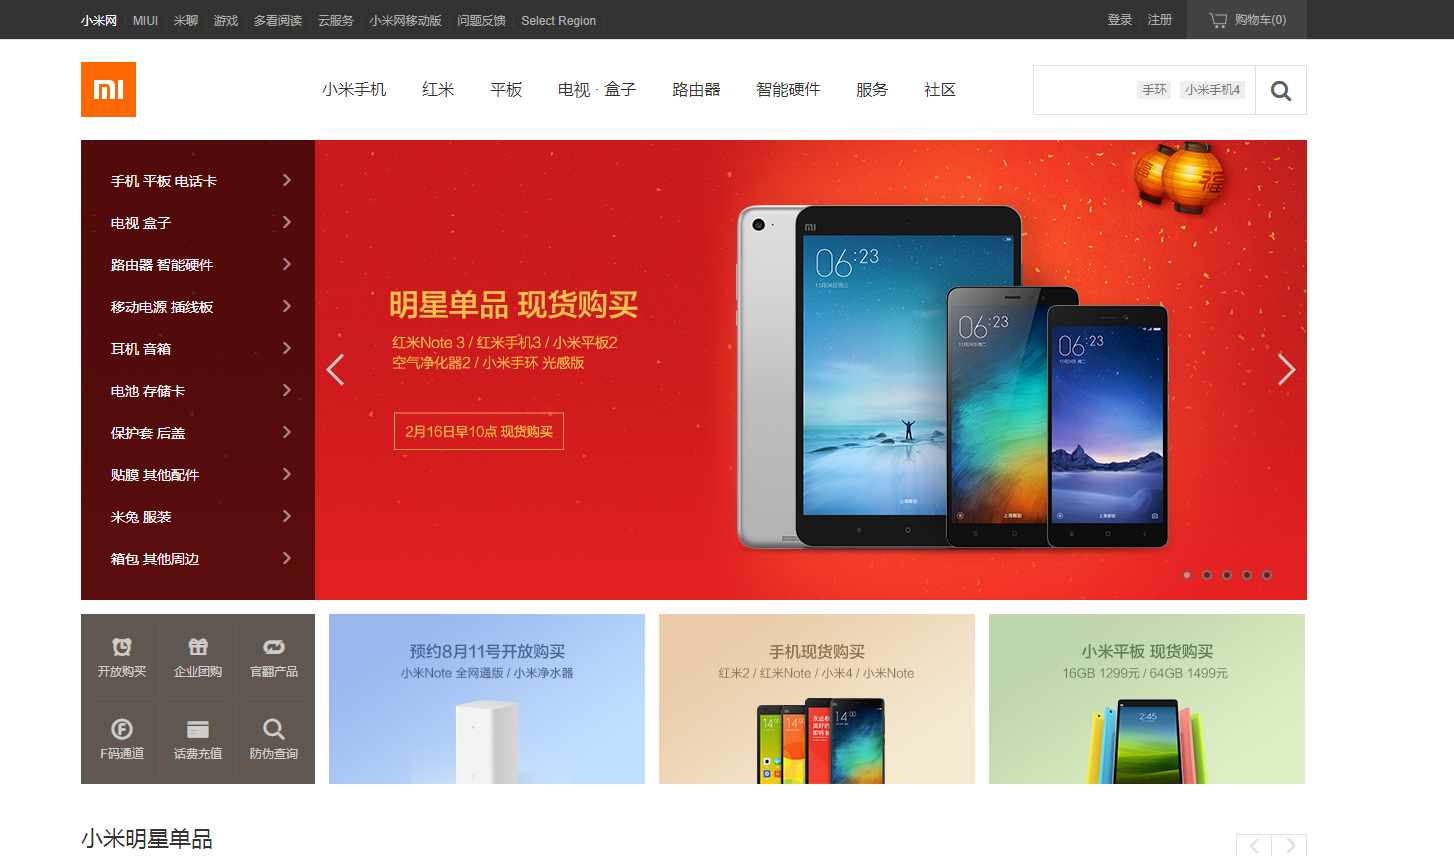 小米网 MIUI 米聊 游戏 多看阅读 云服务 小米网移动版 问题反馈 Select Region 登录 注册 购物车(0)
小米手机 红米 平板 电视 · 盒子 路由器 智能硬件 服务 社区 手环 小米手机4
手机 平板 电话卡
电视 盒子
路由器 智能硬件
移动电源 插线板
耳机 音箱
电池 存储卡
保护套 后盖
贴膜 其他配件
米兔 服装
箱包 其他周边
明星单品 现货购买
红米Note 3 / 红米手机3 / 小米平板2
空气净化器2 / 小米手环 光感版
2月16日早10点 现货购买
福 福
06:23
06:23
06:23
开放购买 企业团购 官翻产品
F码通道 话费充值 防伪查询
预约8月11号开放购买
小米Note 全网通版 / 小米净水器
手机现货购买
红米2 / 红米Note / 小米4 / 小米Note
14:00 14:00 14:00
小米平板 现货购买
16GB 1299元 / 64GB 1499元
2:45
小米明星单品